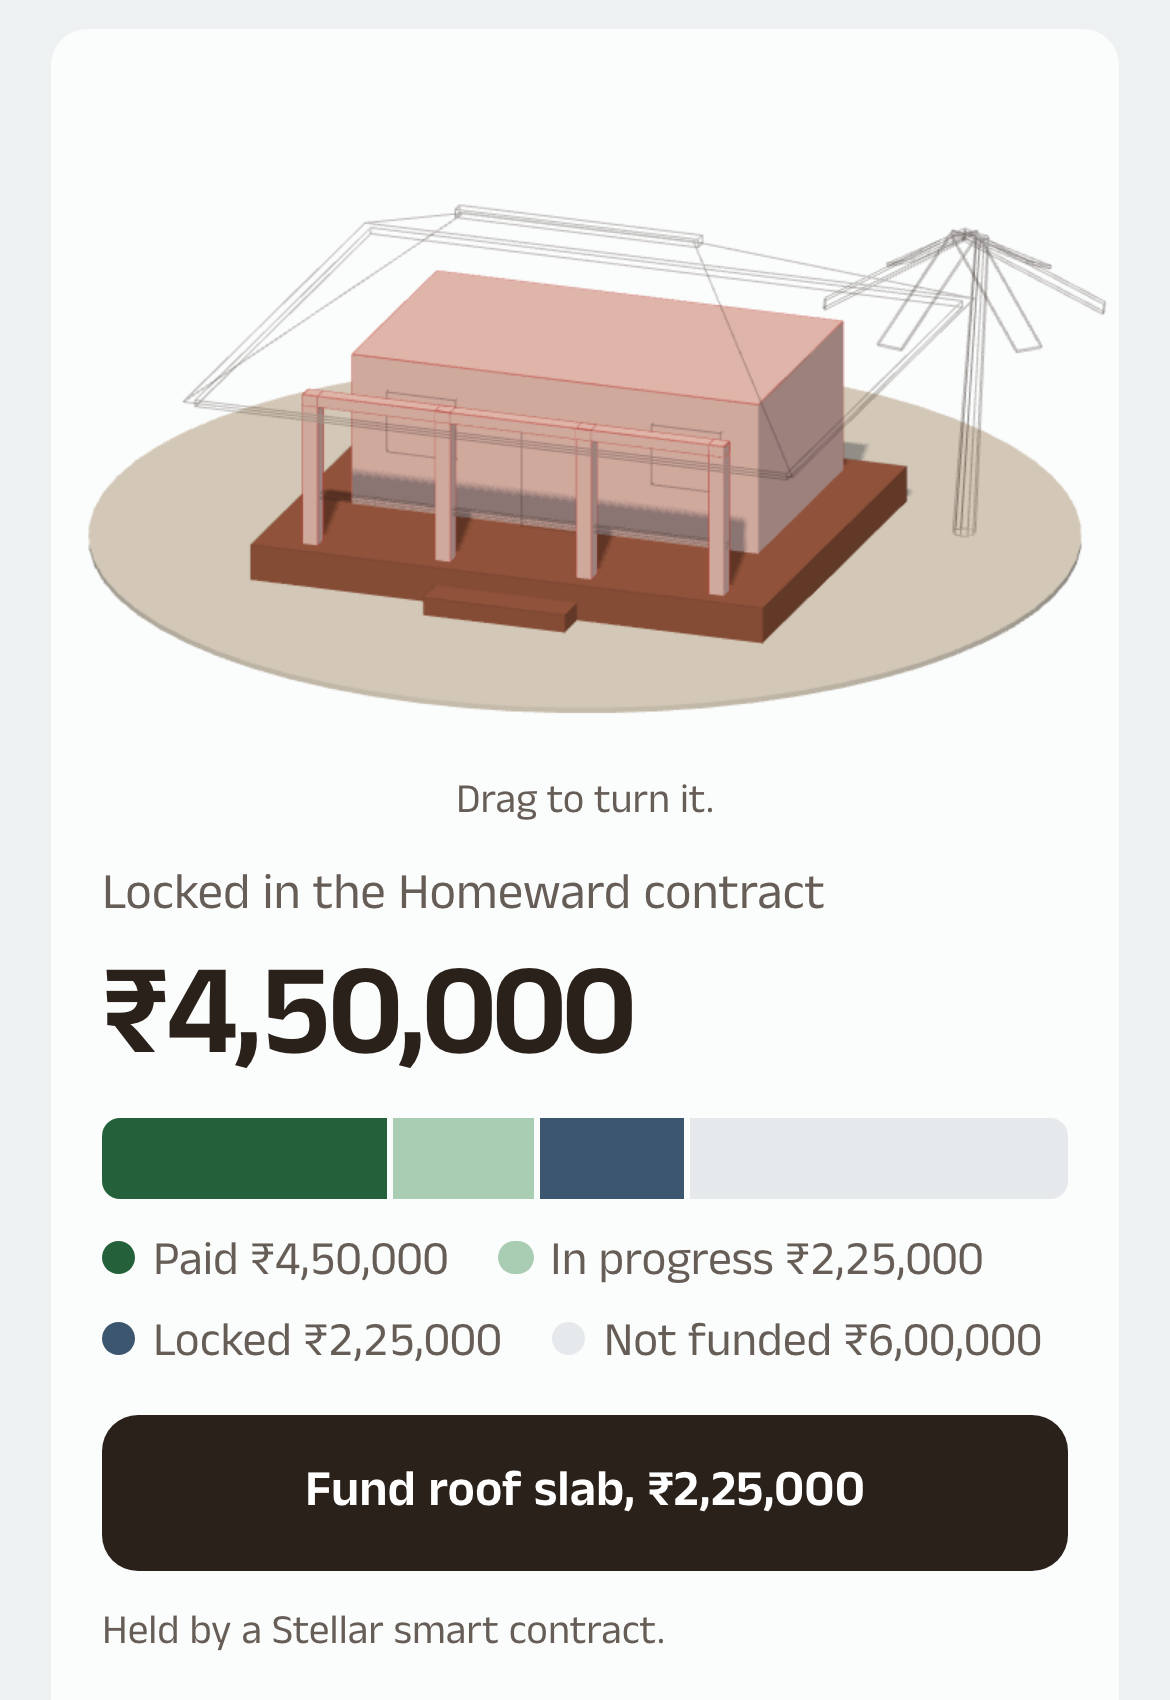 Drag to turn it.
Locked in the Homeward contract
₹4,50,000
Paid ₹4,50,000 In progress ₹2,25,000
Locked ₹2,25,000 Not funded ₹6,00,000
Fund roof slab, ₹2,25,000
Held by a Stellar smart contract.